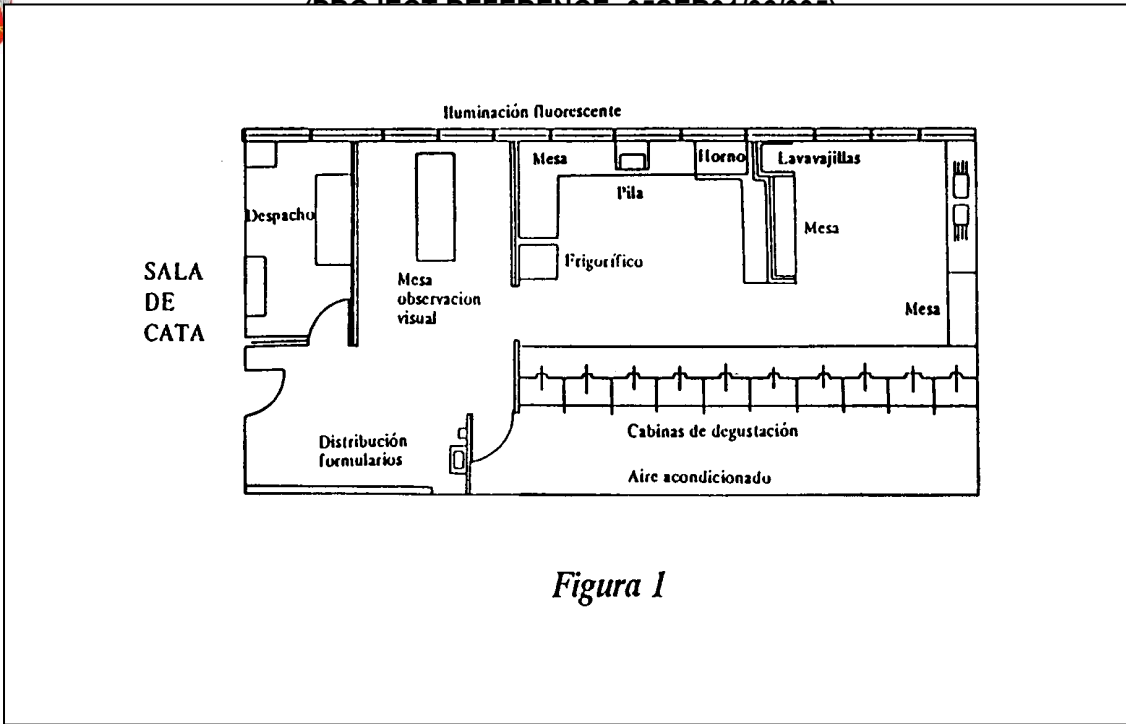 Iluminación fluorescente
Mesa
Horno
Lavavajillas
Pila
Despacho
Mesa
Frigorífico
SALA
DE
CATA
Mesa
observacion
visual
Mesa
Distribución
formularios
Cabinas de degustación
Aire acondicionado
Figura 1